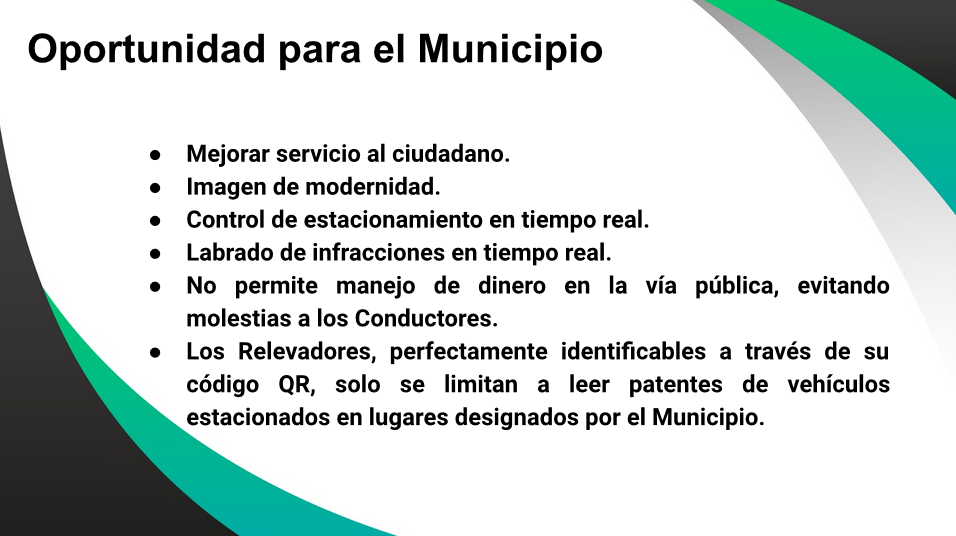 Oportunidad para el Municipio
● Mejorar servicio al ciudadano.
● Imagen de modernidad.
● Control de estacionamiento en tiempo real.
● Labrado de infracciones en tiempo real.
● No permite manejo de dinero en la vía pública, evitando
molestias a los Conductores.
● Los Relevadores, perfectamente identificables a través de su
código QR, solo se limitan a leer patentes de vehículos
estacionados en lugares designados por el Municipio.